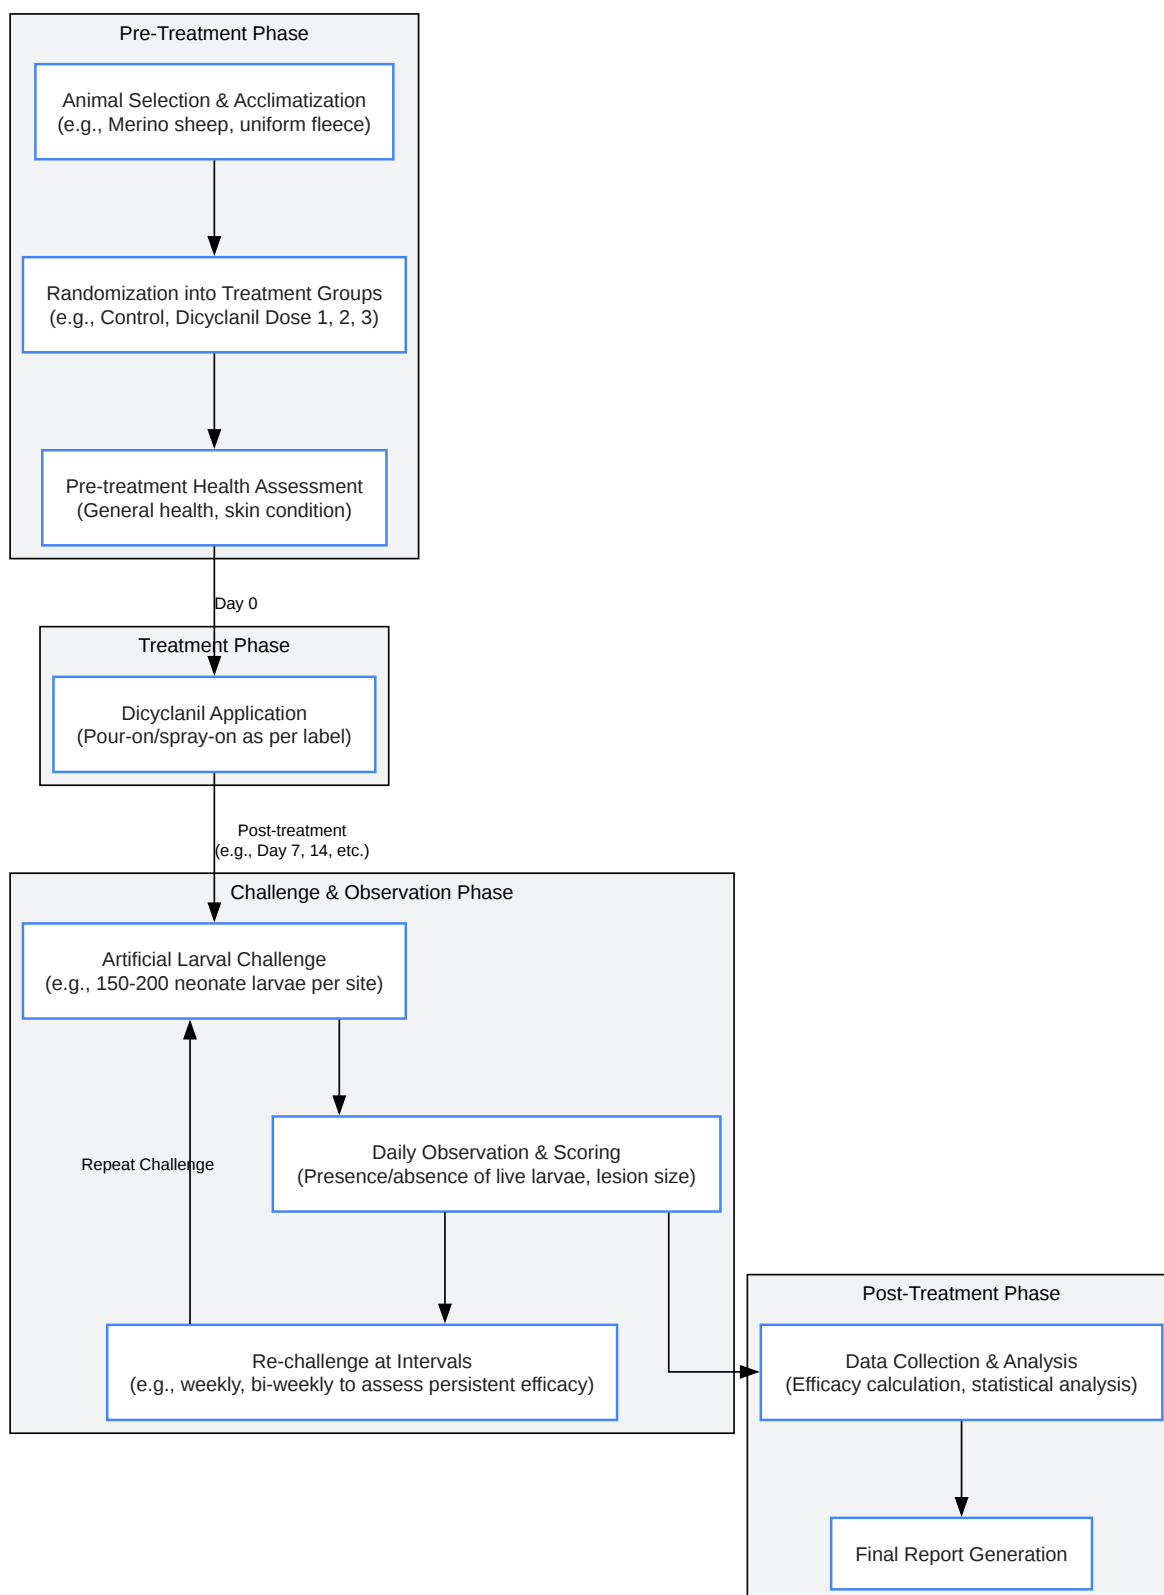 Pre-Treatment Phase
Animal Selection & Acclimatization
(e.g., Merino sheep, uniform fleece)
Randomization into Treatment Groups
(e.g., Control, Dicyclanil Dose 1, 2, 3)
Pre-treatment Health Assessment
(General health, skin condition)
Day 0
Treatment Phase
Dicyclanil Application
(Pour-on/spray-on as per label)
Post-treatment
(e.g., Day 7, 14, etc.)
Challenge & Observation Phase
Artificial Larval Challenge
(e.g., 150-200 neonate larvae per site)
Daily Observation & Scoring
(Presence/absence of live larvae, lesion size)
Repeat Challenge
Re-challenge at Intervals
(e.g., weekly, bi-weekly to assess persistent efficacy)
Post-Treatment Phase
Data Collection & Analysis
(Efficacy calculation, statistical analysis)
Final Report Generation